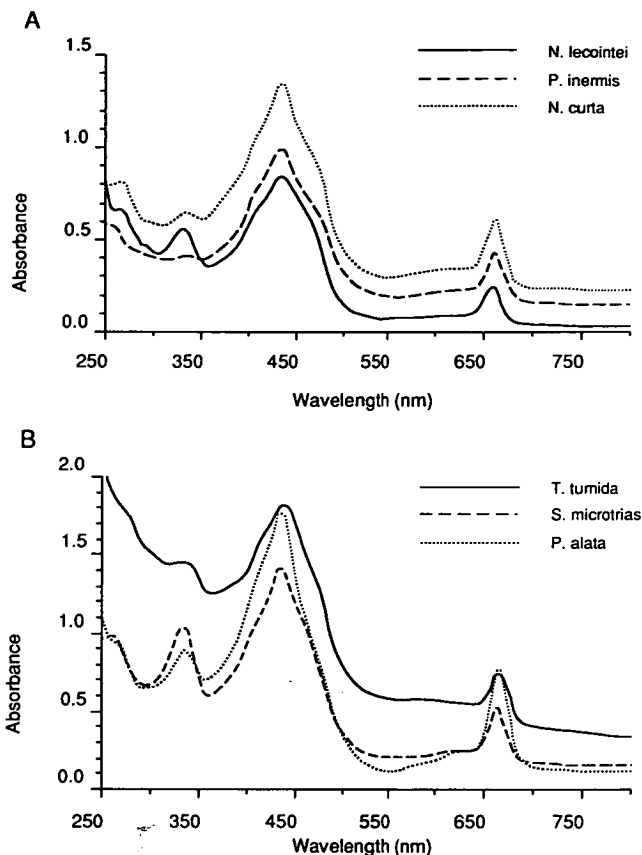 A
1.5
1.0
0.5
0.0
Absorbance
N. lecointei
P. inermis
N. curta
250 350 450 550 650 750
Wavelength (nm)
B
2.0
1.5
1.0
0.5
0.0
Absorbance
T. tumida
S. microtrias
P. alata
250 350 450 550 650 750
Wavelength (nm)